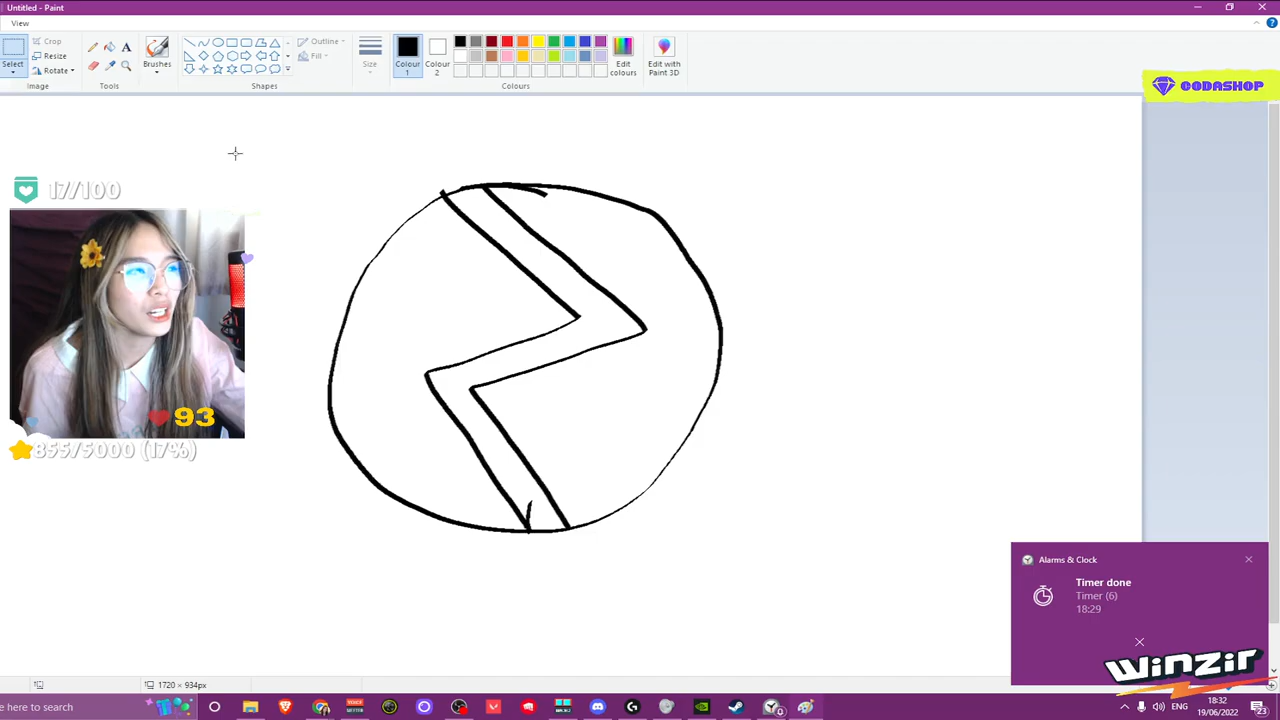 Untitled - Paint
View
Crop
Resize
Rotate
Select
Brushes
Outline
Fill
Size
Colour
1
Colour
2
Edit
colours
Edit with
Paint 3D
Image
Tools
Shapes
Colours
CODASHOP
17/100
93
855/5000 (17%)
Alarms & Clock
Timer done
Timer (6)
18:29
WINZIR
1720 × 934px
e here to search
ENG
18:32
19/06/2022
23